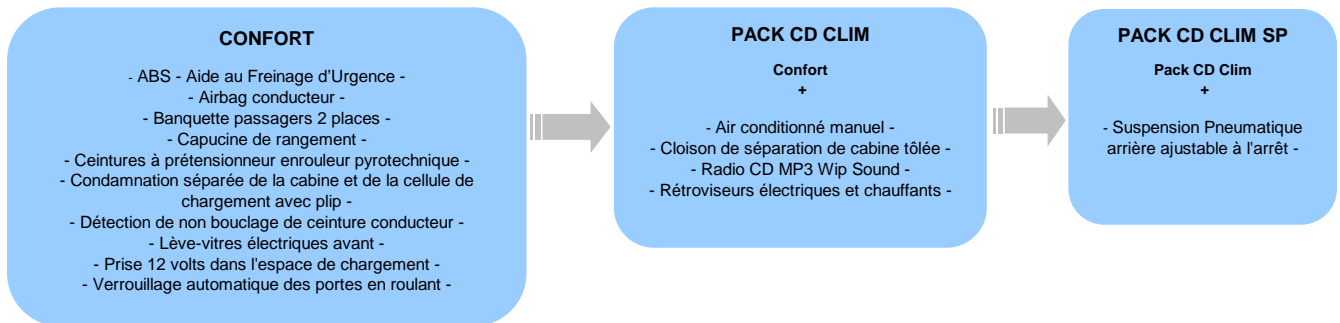 CONFORT
- ABS - Aide au Freinage d'Urgence -
- Airbag conducteur -
- Banquette passagers 2 places -
- Capucine de rangement -
- Ceintures à prétensionneur enrouleur pyrotechnique -
- Condamnation séparée de la cabine et de la cellule de
chargement avec plip -
- Détection de non bouclage de ceinture conducteur -
- Lève-vitres électriques avant -
- Prise 12 volts dans l'espace de chargement -
- Verrouillage automatique des portes en roulant -
PACK CD CLIM
Confort
+
- Air conditionné manuel -
- Cloison de séparation de cabine tôlée -
- Radio CD MP3 Wip Sound -
- Rétroviseurs électriques et chauffants -
PACK CD CLIM SP
Pack CD Clim
+
- Suspension Pneumatique
arrière ajustable à l'arrêt -